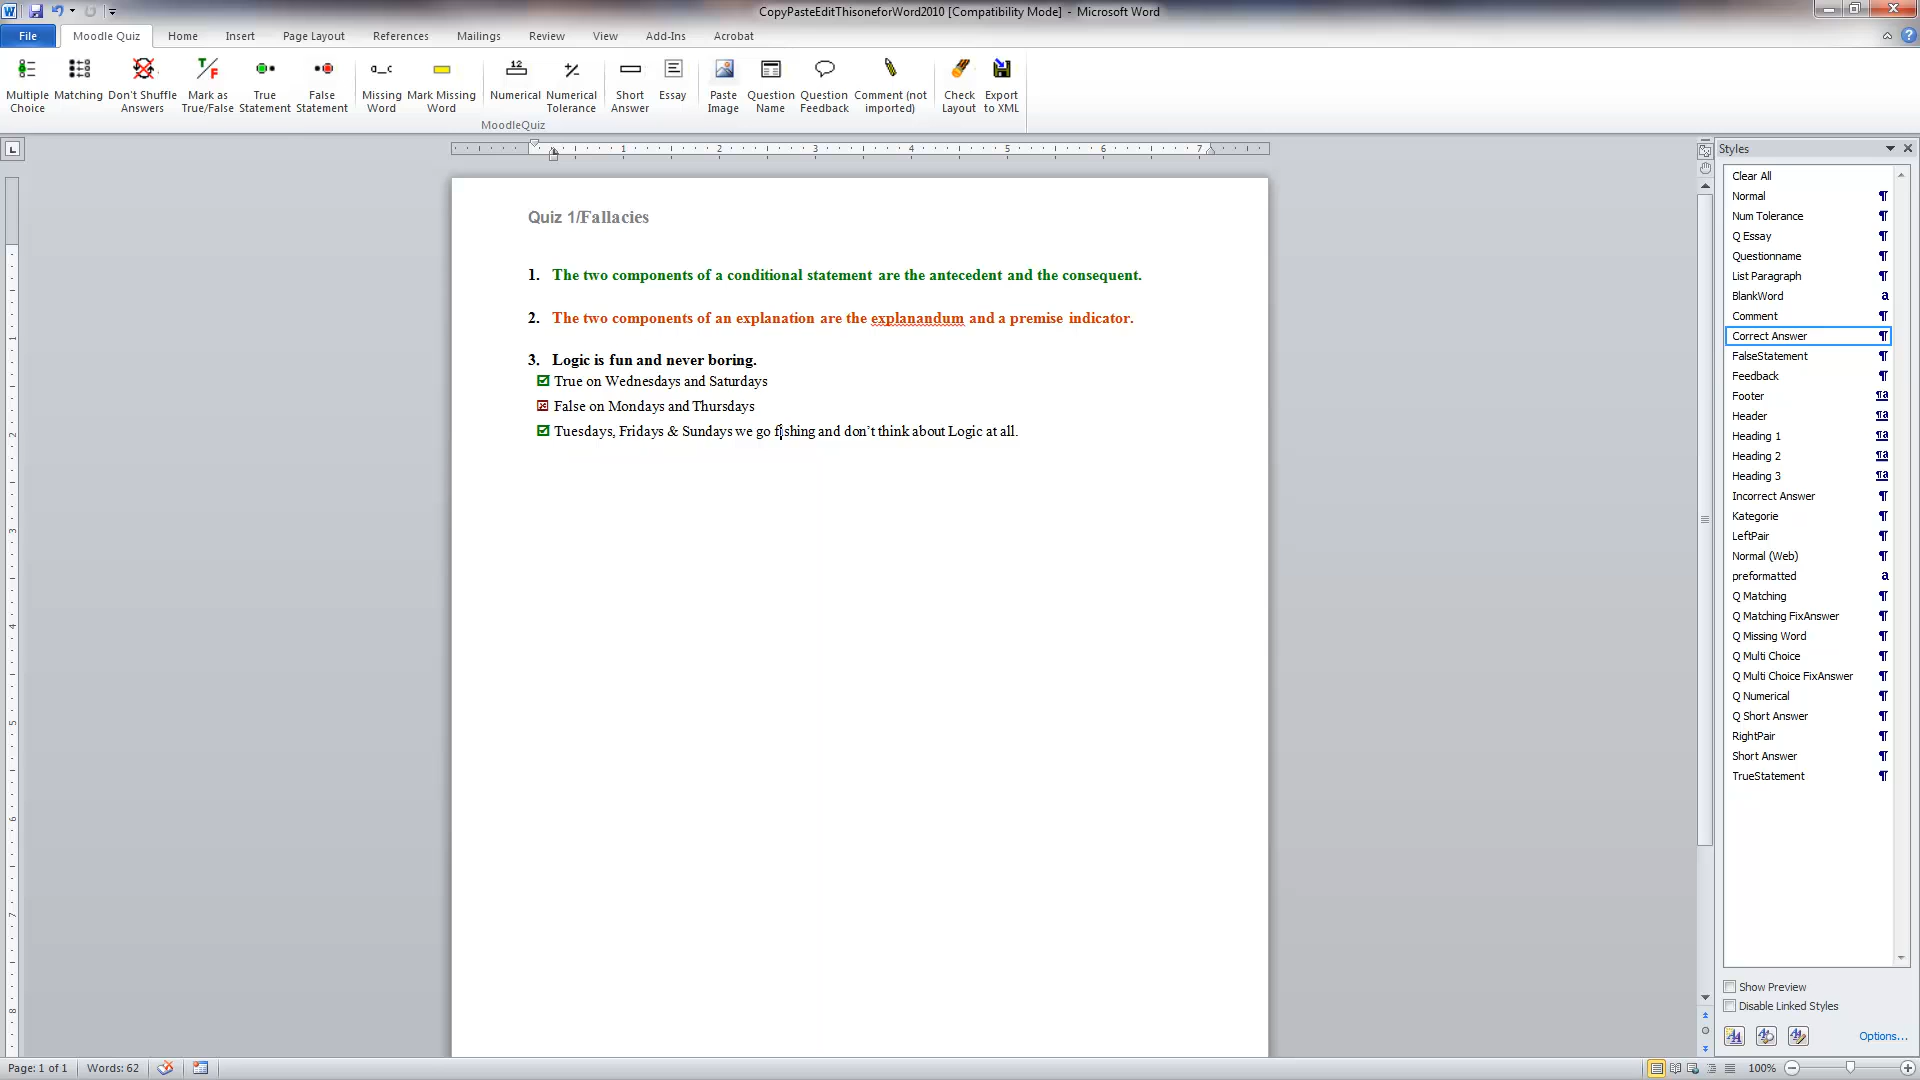 CopyPasteEditThisoneforWord2010 [Compatibility Mode] - Microsoft Word
File Moodle Quiz Home Insert Page Layout References Mailings Review View Add-Ins Acrobat
Multiple Choice
Matching
Don't Shuffle Answers
Mark as True/False
True Statement
False Statement
Missing Word
Mark Missing Word
Numerical
Numerical Tolerance
Short Answer
Essay
Paste Image
Question Name
Question Feedback
Comment (not imported)
Check Layout
Export to XML
MoodleQuiz
1 2 3 4 5 6 7
Quiz 1/Fallacies
1. The two components of a conditional statement are the antecedent and the consequent.
2. The two components of an explanation are the explanandum and a premise indicator.
3. Logic is fun and never boring.
True on Wednesdays and Saturdays
False on Mondays and Thursdays
Tuesdays, Fridays & Sundays we go fishing and don't think about Logic at all.
Styles
Clear All
Normal
Num Tolerance
Q Essay
Questionname
List Paragraph
BlankWord
Comment
Correct Answer
FalseStatement
Feedback
Footer
Header
Heading 1
Heading 2
Heading 3
Incorrect Answer
Kategorie
LeftPair
Normal (Web)
preformatted
Q Matching
Q Matching FixAnswer
Q Missing Word
Q Multi Choice
Q Multi Choice FixAnswer
Q Numerical
Q Short Answer
RightPair
Short Answer
TrueStatement
Show Preview
Disable Linked Styles
Options...
Page: 1 of 1 Words: 62 100%